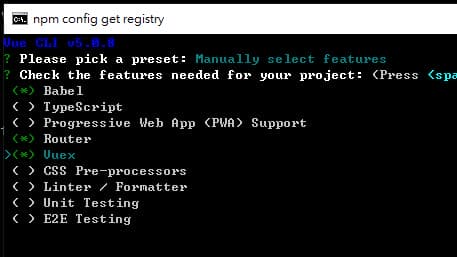 npm config get registry
Vue CLI v5.0.8
? Please pick a preset: Manually select features
? Check the features needed for your project: (Press <spa
(*) Babel
( ) TypeScript
( ) Progressive Web App (PWA) Support
(*) Router
>(*) Vuex
( ) CSS Pre-processors
( ) Linter / Formatter
( ) Unit Testing
( ) E2E Testing